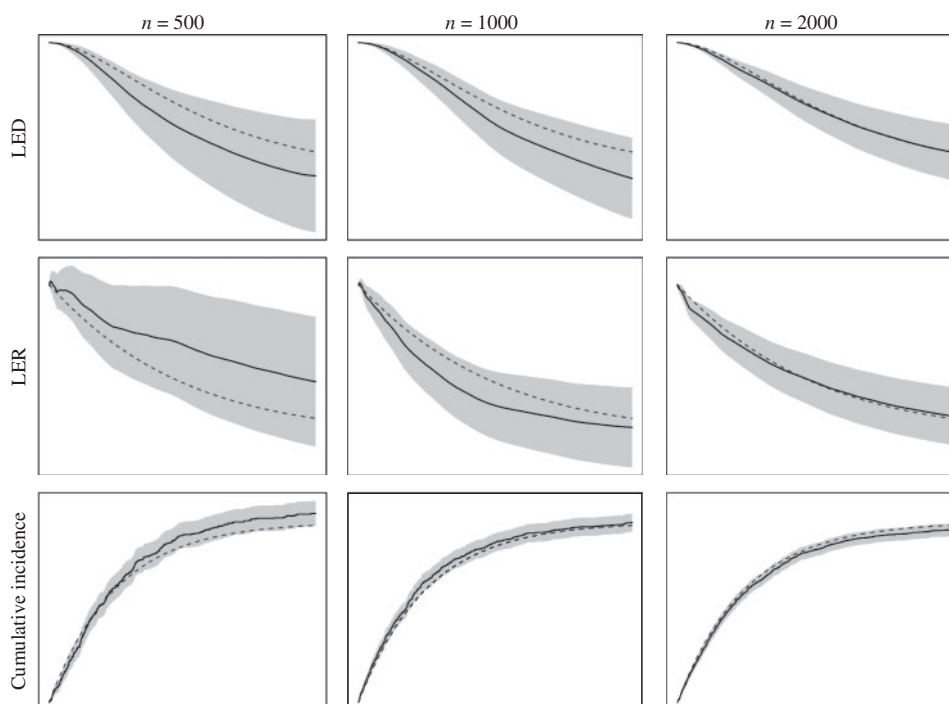 n = 500
n = 1000
n = 2000
LED
LER
Cumulative incidence